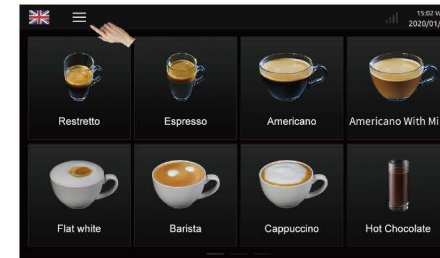 15:02 W
2020/01/
Restretto
Espresso
Americano
Americano With Mi
Flat white
Barista
Cappuccino
Hot Chocolate